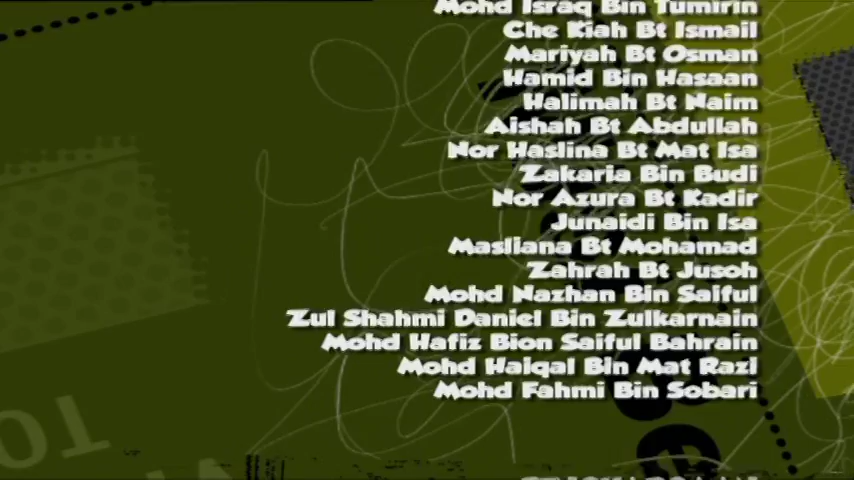 Mohd Israq Bin Tumirin
Che Kiah Bt Ismail
Mariyah Bt Osman
Hamid Bin Hasaan
Halimah Bt Naim
Aishah Bt Abdullah
Nor Haslina Bt Mat Isa
Zakaria Bin Budi
Nor Azura Bt Kadir
Junaidi Bin Isa
Masliana Bt Mohamad
Zahrah Bt Jusoh
Mohd Nazhan Bin Saiful
Zul Shahmi Daniel Bin Zulkarnain
Mohd Hafiz Bion Saiful Bahrain
Mohd Haiqal Bin Mat Razi
Mohd Fahmi Bin Sobari